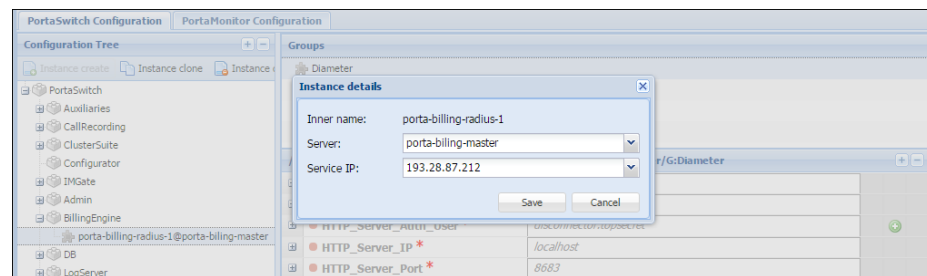 PortaSwitch Configuration PortaMonitor Configuration
Configuration Tree Groups
Instance create Instance clone Instance Diameter
PortaSwitch
Instance details
Auxiliaries
Inner name: porta-billing-radius-1
CallRecording
Server: porta-biling-master
ClusterSuite
Configurator
Service IP: 193.28.87.212
r/G:Diameter
IMGate
Admin
Save Cancel
BillingEngine
HTTP_Server_Auth_User
porta-billing-radius-1@porta-biling-master
HTTP_Server_IP * localhost
DB
LogServer HTTP_Server_Port * 8683